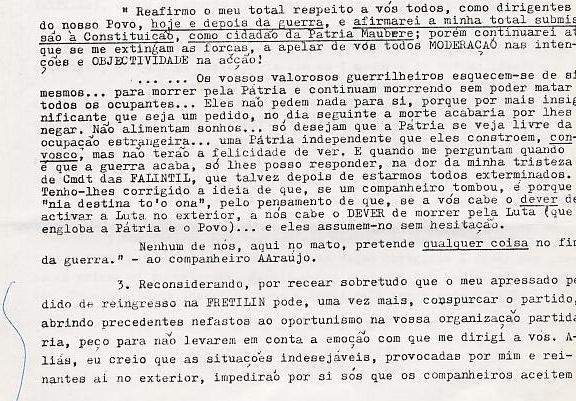 " Reafirmo o meu total respeito a vós todos, como dirigentes
do nosso Povo, hoje e depois da guerra, e afirmarei a minha total submis
são à Constituição, como cidadão da Pátria Maubere; porém continuarei at
que se me extingam as forças, a apelar de vós todos MODERAÇÃO nas inten-
ções e OBJECTIVIDADE na acção!
... ... Os vossos valorosos guerrilheiros esquecem-se de si
mesmos... para morrer pela Pátria e continuam morrrendo sem poder matar
todos os ocupantes... Eles não pedem nada para si, porque por mais insig
nificante que seja um pedido, no dia seguinte a morte acabaria por lhes
negar. Não alimentam sonhos... só desejam que a Pátria se veja livre da
ocupação estrangeira... uma Pátria independente que eles constroem, con-
vosco, mas não terão a felicidade de ver. E quando me perguntam quando
é que a guerra acaba, só lhes posso responder, na dor da minha tristeza
de Cmdt das FALINTIL, que talvez depois de estarmos todos exterminados.
Tenho-lhes corrigido a ideia de que, se um companheiro tombou, é porque
"nia destina to'o ona", pelo pensamento de que, se a vós cabe o dever de
activar a Luta no exterior, a nós cabe o DEVER de morrer pela Luta (que
engloba a Pátria e o Povo)... e eles assumem-no sem hesitação.
Nenhum de nós, aqui no mato, pretende qualquer coisa no fim
da guerra." - ao companheiro AAraújo.
3. Reconsiderando, por recear sobretudo que o meu apressado pe
dido de reingresso na FRETILIN pode, uma vez mais, conspurcar o partido,
abrindo precedentes nefastos ao oportunismo na vossa organização partidá
ria, peço para não levarem em conta a emoção com que me dirigi a vós. A-
liás, eu creio que as situações indesejáveis, provocadas por mim e rei-
nantes aí no exterior, impedirão por si sós que os companheiros aceitem